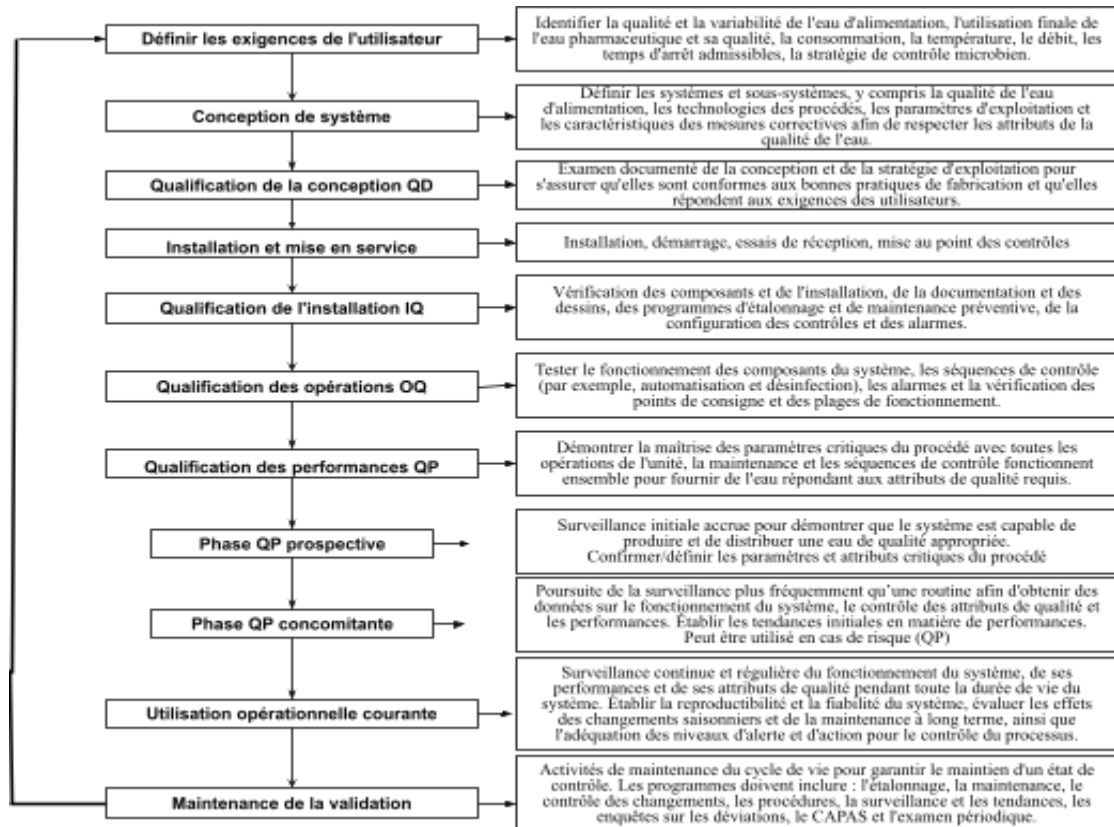 Définir les exigences de l'utilisateur
Identifier la qualité et la variabilité de l'eau d'alimentation, l'utilisation finale de
l'eau pharmaceutique et sa qualité, la consommation, la température, le débit, les
temps d'arrêt admissibles, la stratégie de contrôle microbien.
Conception de système
Définir les systèmes et sous-systèmes, y compris la qualité de l'eau
d'alimentation, les technologies des procédés, les paramètres d'exploitation et
les caractéristiques des mesures correctives afin de respecter les attributs de la
qualité de l'eau.
Qualification de la conception QD
Examen documenté de la conception et de la stratégie d'exploitation pour
s'assurer qu'elles sont conformes aux bonnes pratiques de fabrication et qu'elles
répondent aux exigences des utilisateurs.
Installation et mise en service
Installation, démarrage, essais de réception, mise au point des contrôles
Qualification de l'installation IQ
Vérification des composants et de l'installation, de la documentation et des
dessins, des programmes d'étalonnage et de maintenance préventive, de la
configuration des contrôles et des alarmes.
Qualification des opérations OQ
Tester le fonctionnement des composants du système, les séquences de contrôle
(par exemple, automatisation et désinfection), les alarmes et la vérification des
points de consigne et des plages de fonctionnement.
Qualification des performances QP
Démontrer la maîtrise des paramètres critiques du procédé avec toutes les
opérations de l'unité, la maintenance et les séquences de contrôle fonctionnent
ensemble pour fournir de l'eau répondant aux attributs de qualité requis.
Phase QP prospective
Surveillance initiale accrue pour démontrer que le système est capable de
produire et de distribuer une eau de qualité appropriée.
Confirmer/définir les paramètres et attributs critiques du procédé
Phase QP concomitante
Poursuite de la surveillance plus fréquemment qu'une routine afin d'obtenir des
données sur le fonctionnement du système, le contrôle des attributs de qualité et
les performances. Établir les tendances initiales en matière de performances.
Peut être utilisé en cas de risque (QP)
Utilisation opérationnelle courante
Surveillance continue et régulière du fonctionnement du système, de ses
performances et de ses attributs de qualité pendant toute la durée de vie du
système. Établir la reproductibilité et la fiabilité du système, évaluer les effets
des changements saisonniers et de la maintenance à long terme, ainsi que
l'adéquation des niveaux d'alerte et d'action pour le contrôle du processus.
Maintenance de la validation
Activités de maintenance du cycle de vie pour garantir le maintien d'un état de
contrôle. Les programmes doivent inclure : l'étalonnage, la maintenance, le
contrôle des changements, les procédures, la surveillance et les tendances, les
enquêtes sur les déviations, le CAPAS et l'examen périodique.